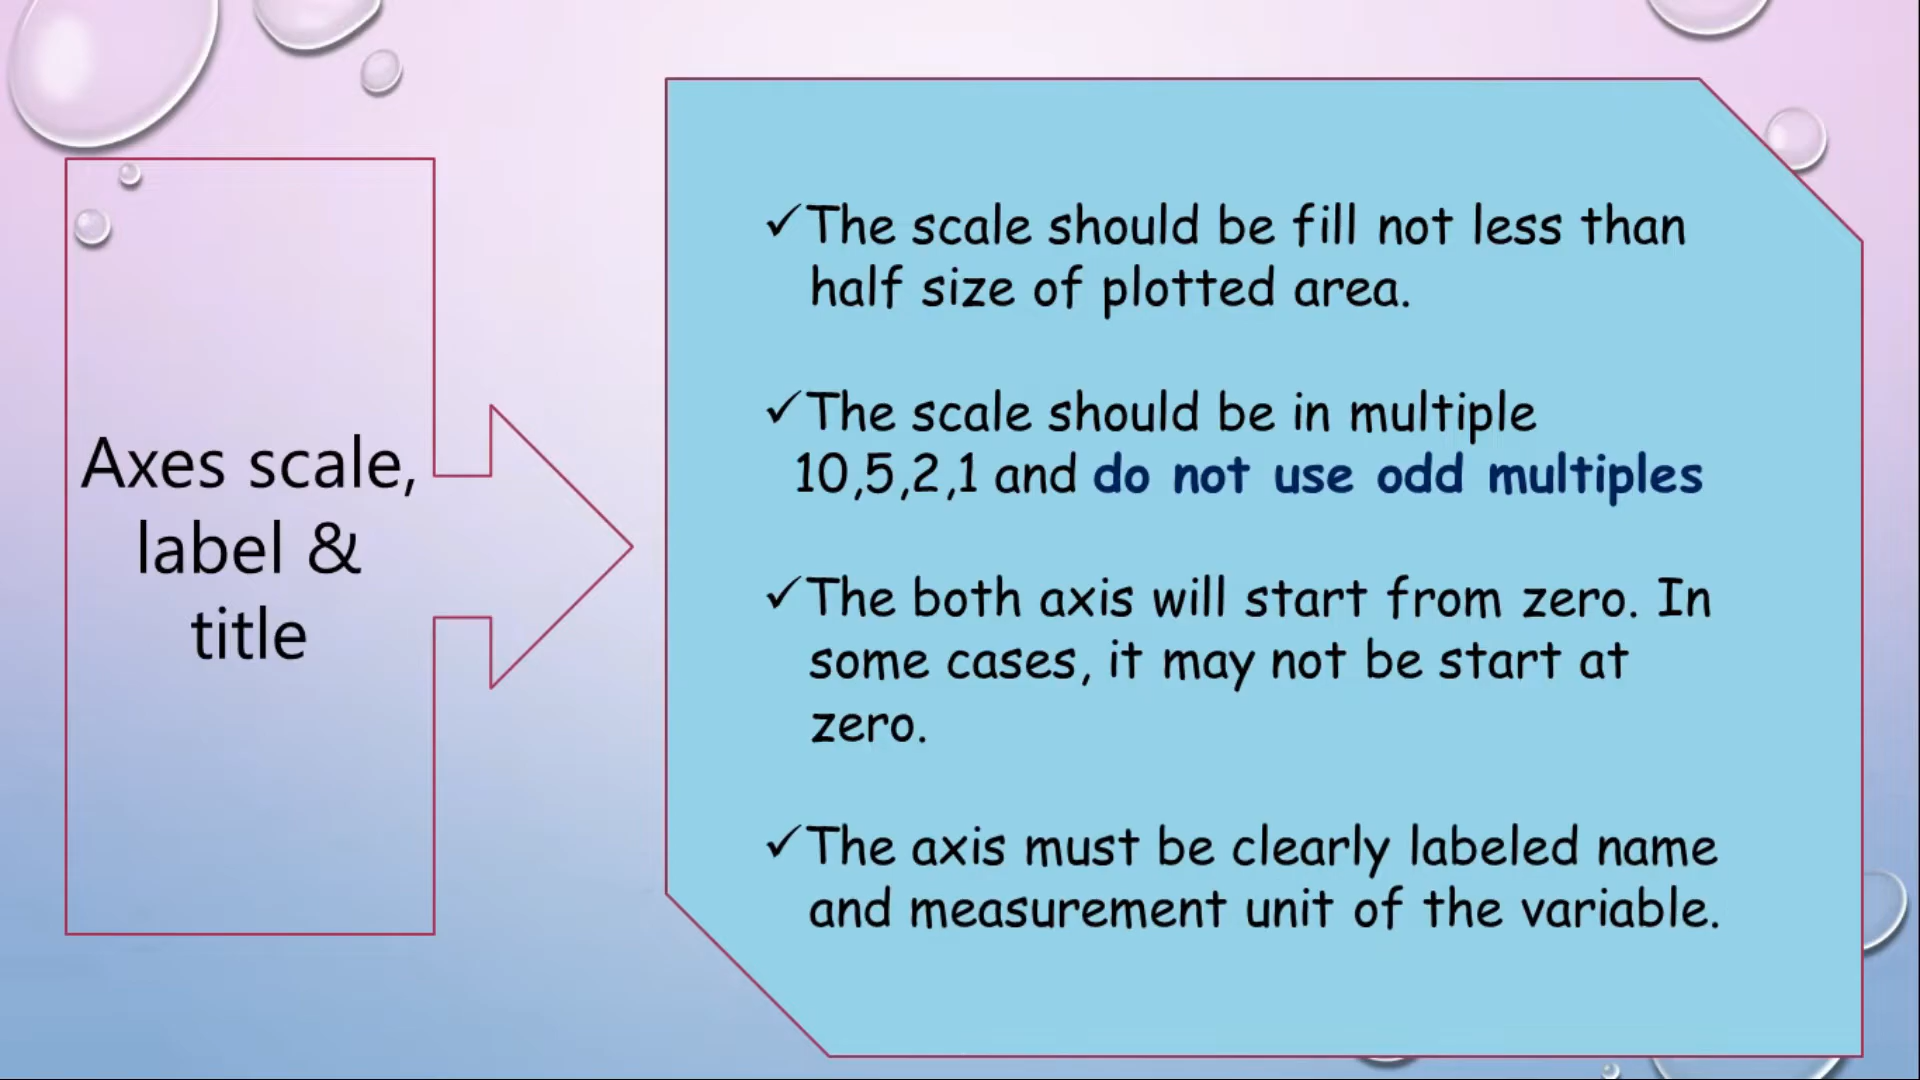 Axes scale,
label &
title
✓The scale should be fill not less than
half size of plotted area.
✓The scale should be in multiple
10,5,2,1 and do not use odd multiples
✓The both axis will start from zero. In
some cases, it may not be start at
zero.
✓The axis must be clearly labeled name
and measurement unit of the variable.